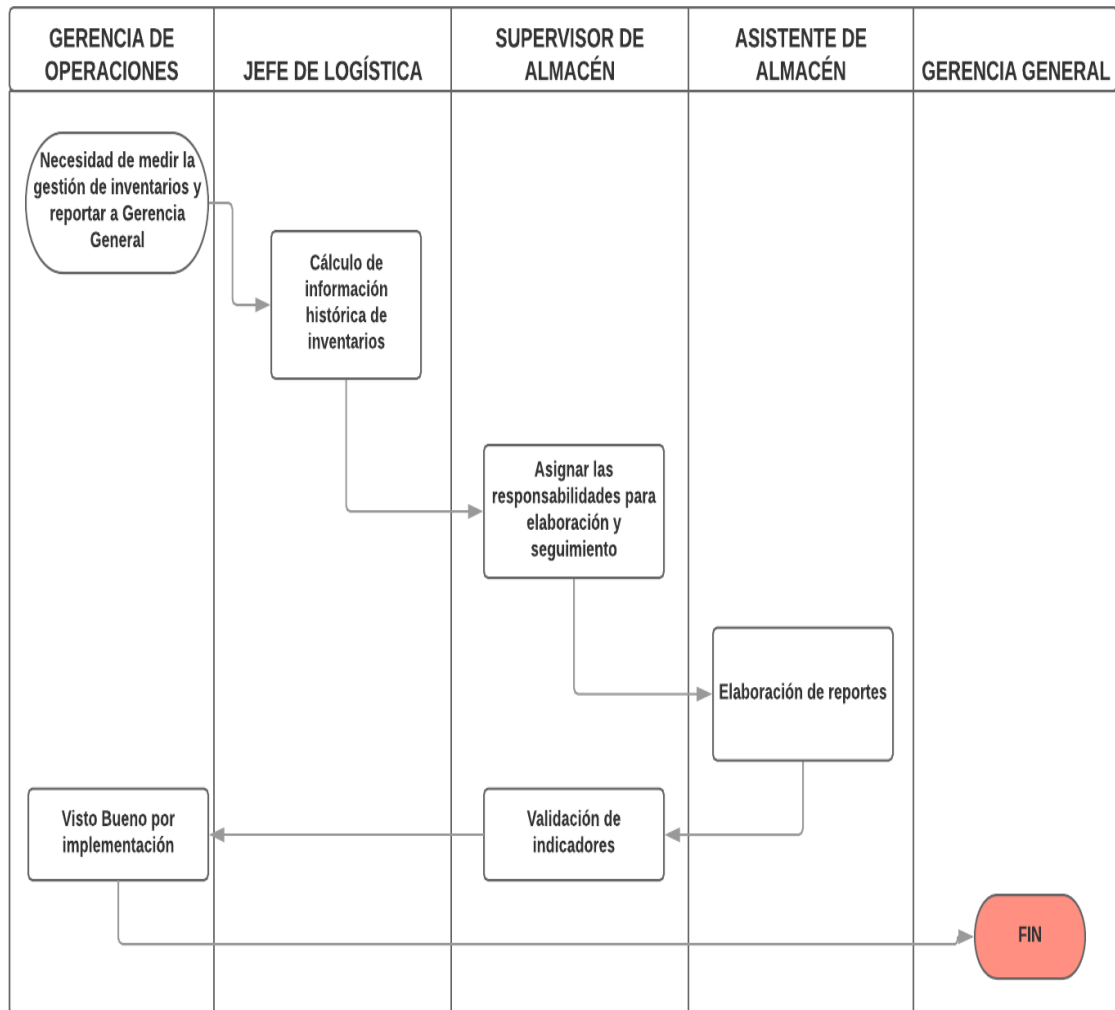 GERENCIA DE
OPERACIONES
JEFE DE LOGÍSTICA
SUPERVISOR DE
ALMACÉN
ASISTENTE DE
ALMACÉN
GERENCIA GENERAL
Necesidad de medir la
gestión de inventarios y
reportar a Gerencia
General
Cálculo de
información
histórica de
inventarios
Asignar las
responsabilidades para
elaboración y
seguimiento
Elaboración de reportes
Visto Bueno por
implementación
Validación de
indicadores
FIN